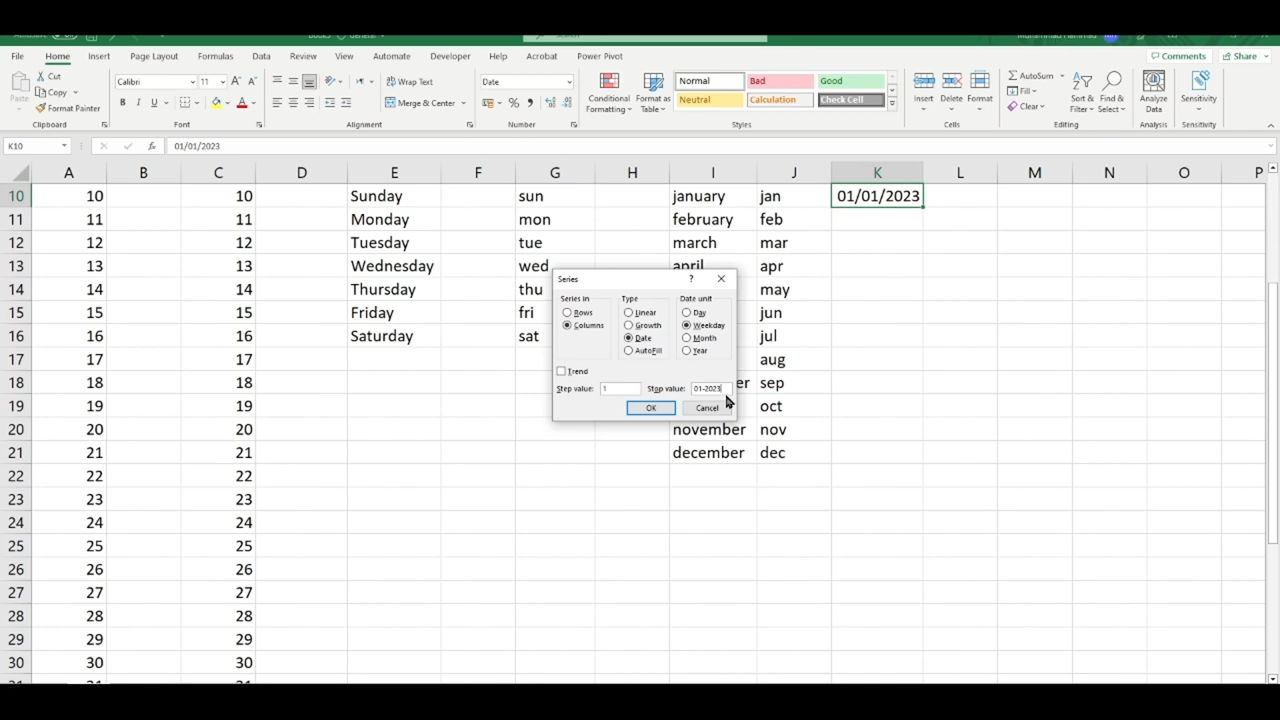 File Home Insert Page Layout Formulas Data Review View Automate Developer Help Acrobat Power Pivot Comments Share
Cut
Copy
Format Painter
Paste
Calibri 11
B I U
Wrap Text
Merge & Center
Date
Conditional Formatting
Format as Table
Normal Bad Good
Neutral Calculation Check Cell
Insert Delete Format
AutoSum
Fill
Clear
Sort & Filter
Find & Select
Analyze Data
Sensitivity
Clipboard Font Alignment Number Styles Cells Editing Analysis Sensitivity
K10 fx 01/01/2023
A B C D E F G H I J K L M N O P
10 10 10 Sunday sun january jan 01/01/2023
11 11 11 Monday mon february feb
12 12 12 Tuesday tue march mar
13 13 13 Wednesday wed april apr
14 14 14 Thursday thu may
15 15 15 Friday fri jun
16 16 16 Saturday sat jul
17 17 17 aug
18 18 18 er sep
19 19 19 oct
20 20 20 november nov
21 21 21 december dec
22 22 22
23 23 23
24 24 24
25 25 25
26 26 26
27 27 27
28 28 28
29 29 29
30 30 30
Series ?
Series in Type Date unit
Rows Linear Day
Columns Growth Weekday
Date Month
AutoFill Year
Trend
Step value: 1 Stop value: 01-2023
OK Cancel